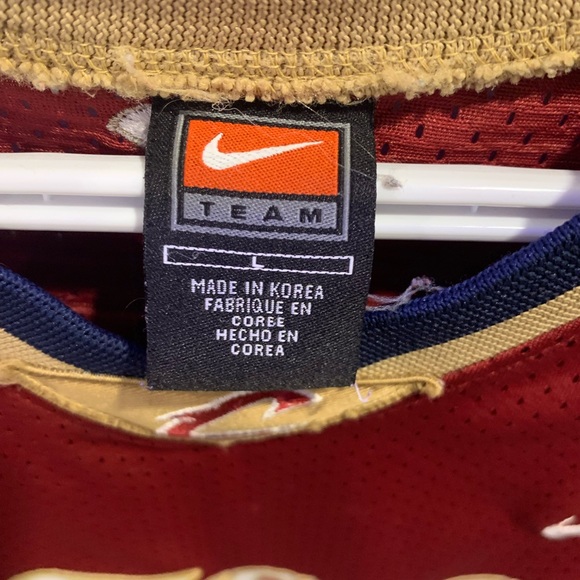 TEAM
L
MADE IN KOREA
FABRIQUE EN
COREE
HECHO EN
COREA